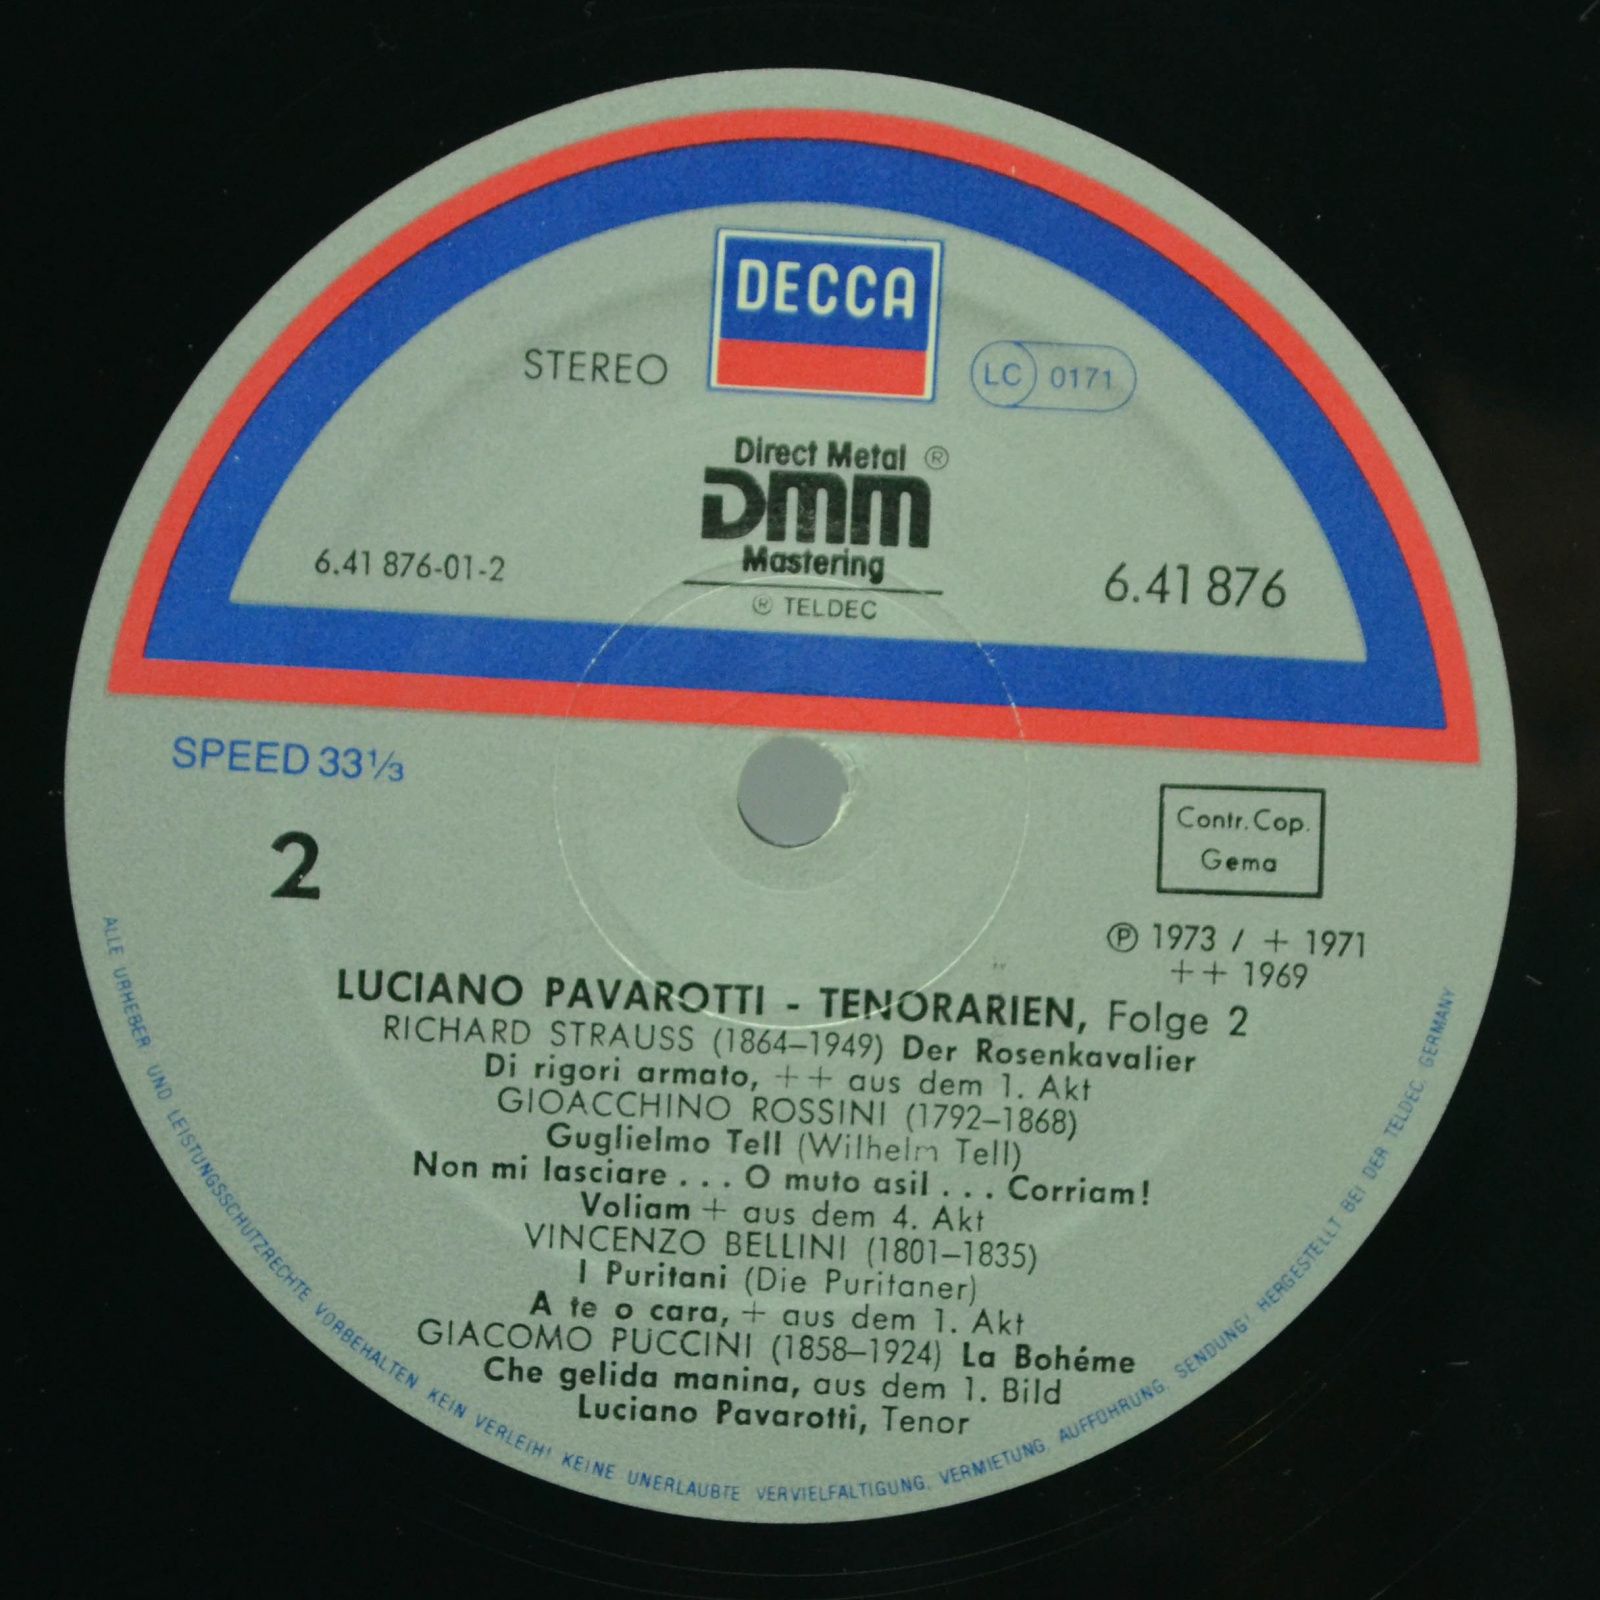 DECCA
STEREO
LC 0171
Direct Metal ®
DMM
Mastering
6.41 876-01-2
6.41 876
® TELDEC
SPEED 33⅓
2
Contr. Cop.
Gema
℗ 1973 / + 1971
++ 1969
LUCIANO PAVAROTTI - TENORARIEN, Folge 2
RICHARD STRAUSS (1864–1949) Der Rosenkavalier
Di rigori armato, ++ aus dem 1. Akt
GIOACCHINO ROSSINI (1792–1868)
Guglielmo Tell (Wilhelm Tell)
Non mi lasciare . . . O muto asil . . . Corriam!
Voliam + aus dem 4. Akt
VINCENZO BELLINI (1801–1835)
I Puritani (Die Puritaner)
A te o cara, + aus dem 1. Akt
GIACOMO PUCCINI (1858–1924) La Bohéme
Che gelida manina, aus dem 1. Bild
Luciano Pavarotti, Tenor
ALLE URHEBER UND LEISTUNGSSCHUTZRECHTE VORBEHALTEN KEIN VERLEIH! KEINE UNERLAUBTE VERVIELFÄLTIGUNG, VERMIETUNG, AUFFÜHRUNG, SENDUNG! HERGESTELLT BEI DER TELDEC, GERMANY